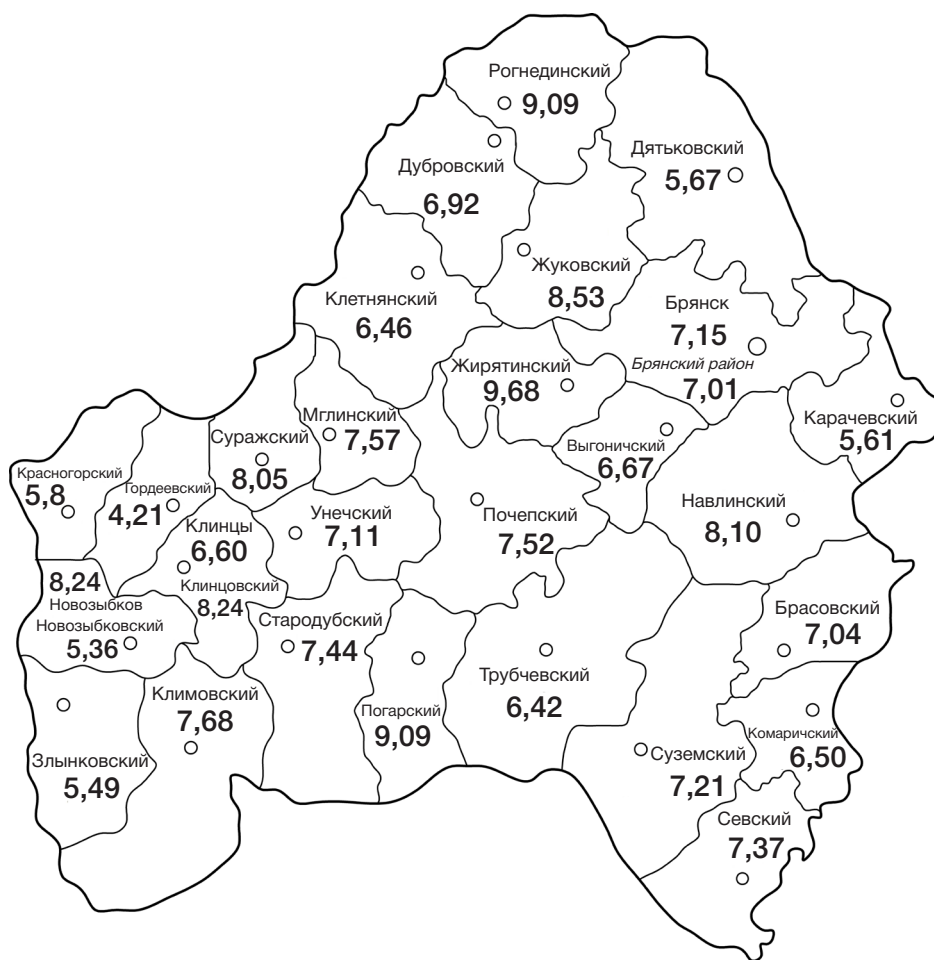 Рогнединский
9,09
Дятьковский
5,67
Дубровский
6,92
Жуковский
8,53
Клетнянский
6,46
Брянск
7,15
Брянский район
7,01
Жирятинский
9,68
Карачевский
5,61
Мглинский
7,57
Суражский
8,05
Выгоничский
6,67
Красногорский
5,8
Гордеевский
4,21
Навлинский
8,10
Почепский
7,52
Унечский
7,11
Клинцы
6,60
Клинцовский
8,24
8,24
Новозыбков
Новозыбковский
5,36
Стародубский
7,44
Брасовский
7,04
Трубчевский
6,42
Климовский
7,68
Погарский
9,09
Комаричский
6,50
Суземский
7,21
Злынковский
5,49
Севский
7,37